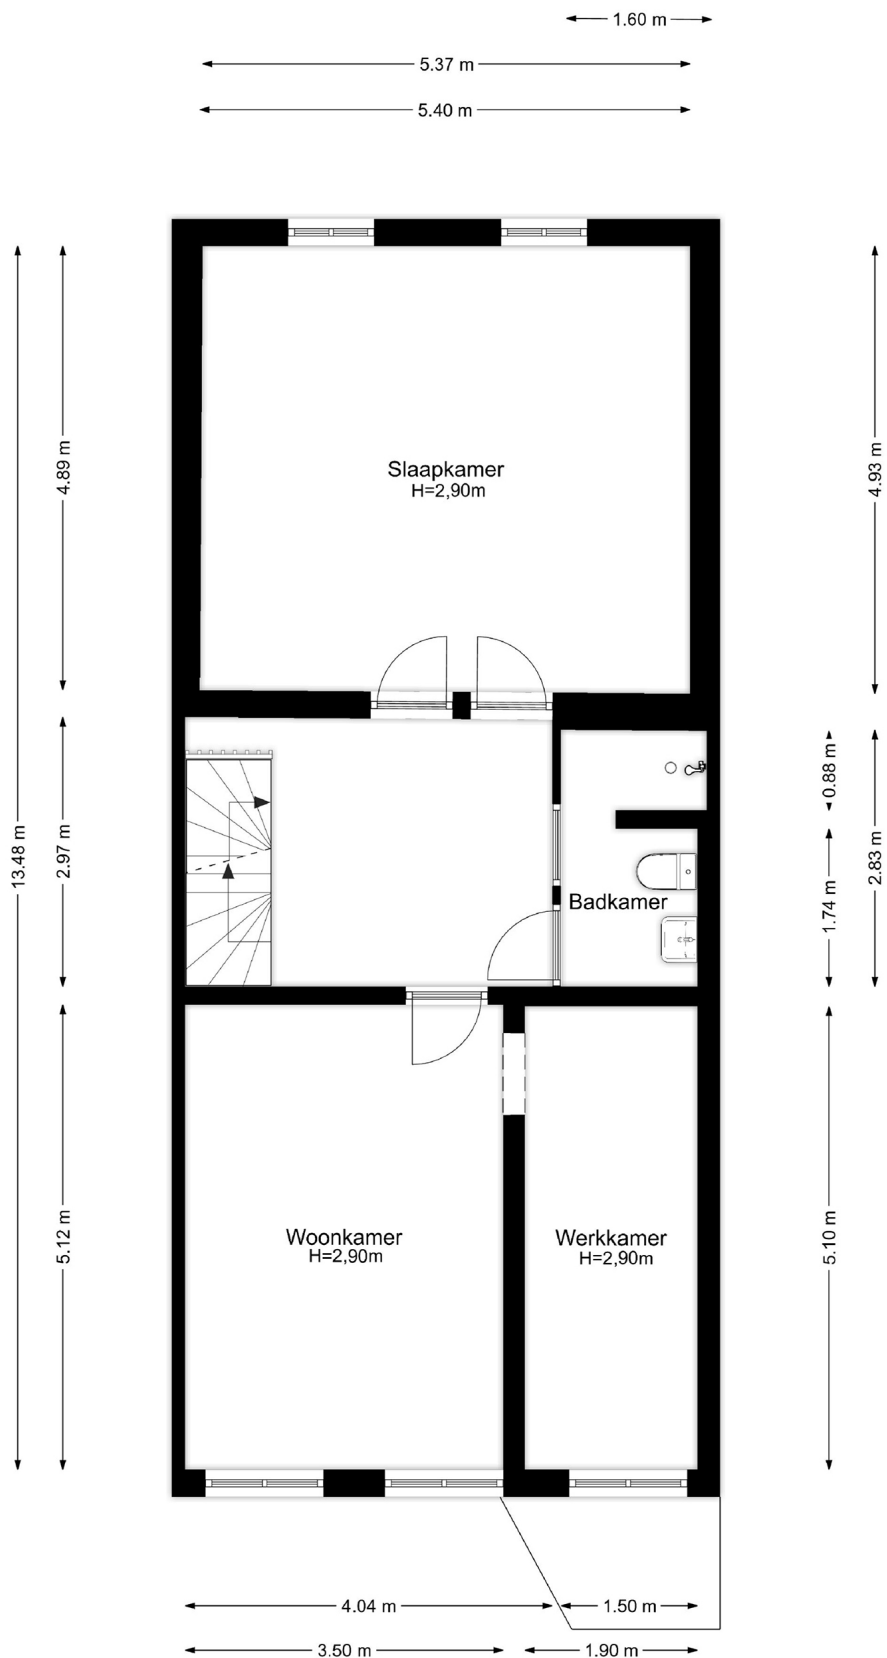 1.60 m
5.37 m
5.40 m
4.89 m
4.93 m
Slaapkamer
H=2,90m
13.48 m
2.97 m
0.88 m
2.83 m
1.74 m
Badkamer
5.12 m
Woonkamer
H=2,90m
Werkkamer
H=2,90m
5.10 m
4.04 m
1.50 m
3.50 m
1.90 m